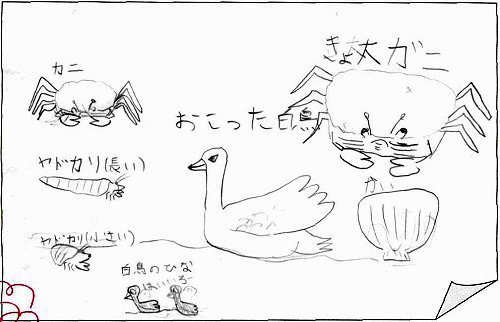 カニ
きょ大ガニ
おこった白鳥
ヤドカリ(長い)
かい
ヤドカリ(小さい)
白鳥のひな
はいいろ